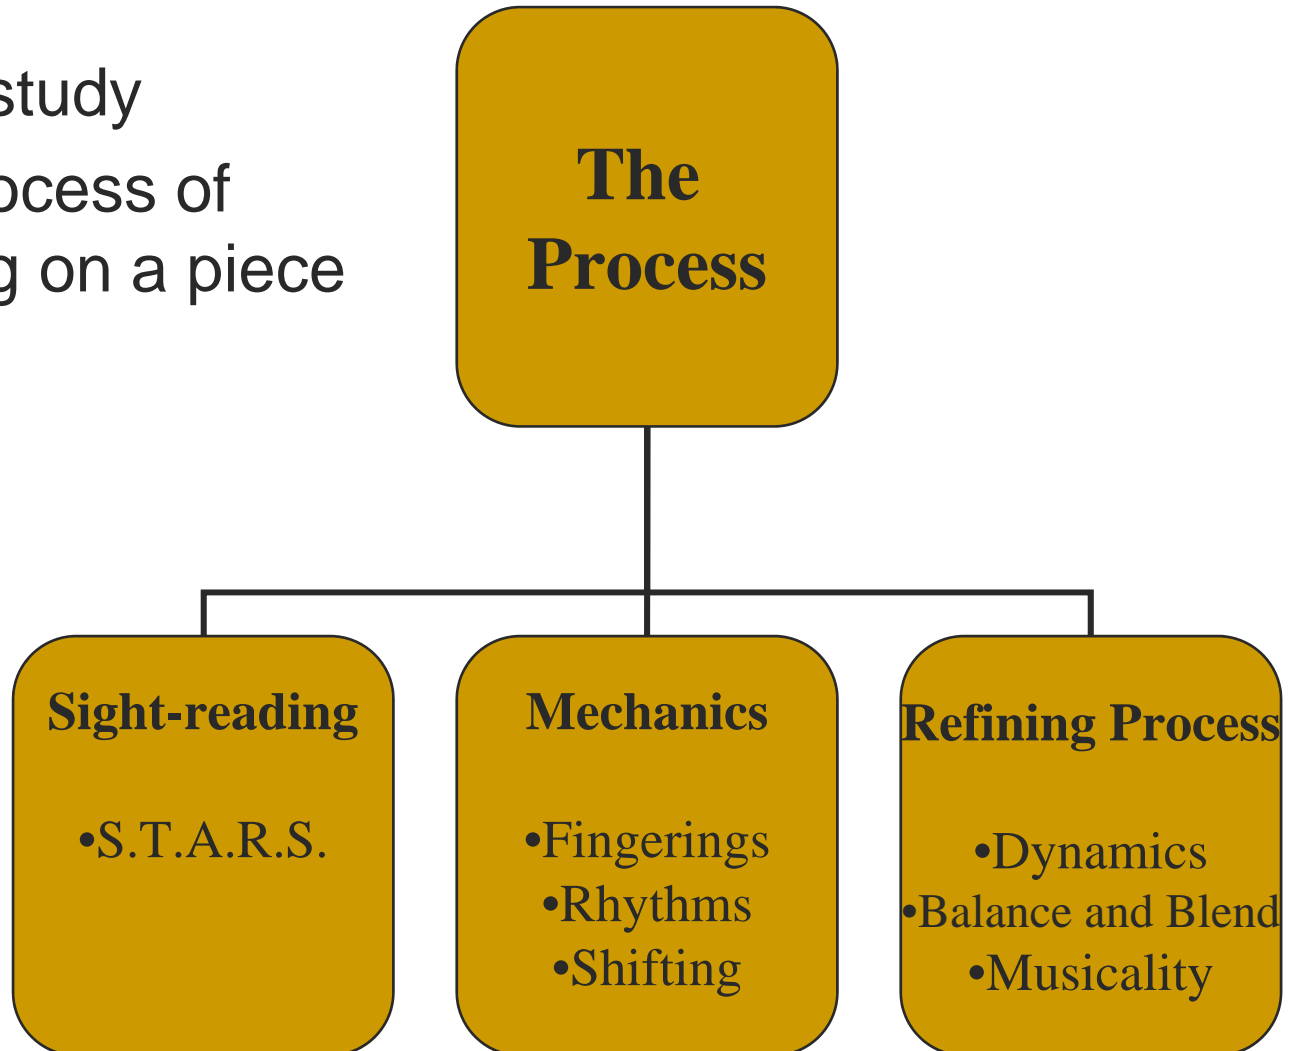 study
of
g on a piece
The
Process
Sight-reading
•S.T.A.R.S.
Mechanics
•Fingerings
•Rhythms
•Shifting
Refining Process
•Dynamics
•Balance and Blend
•Musicality